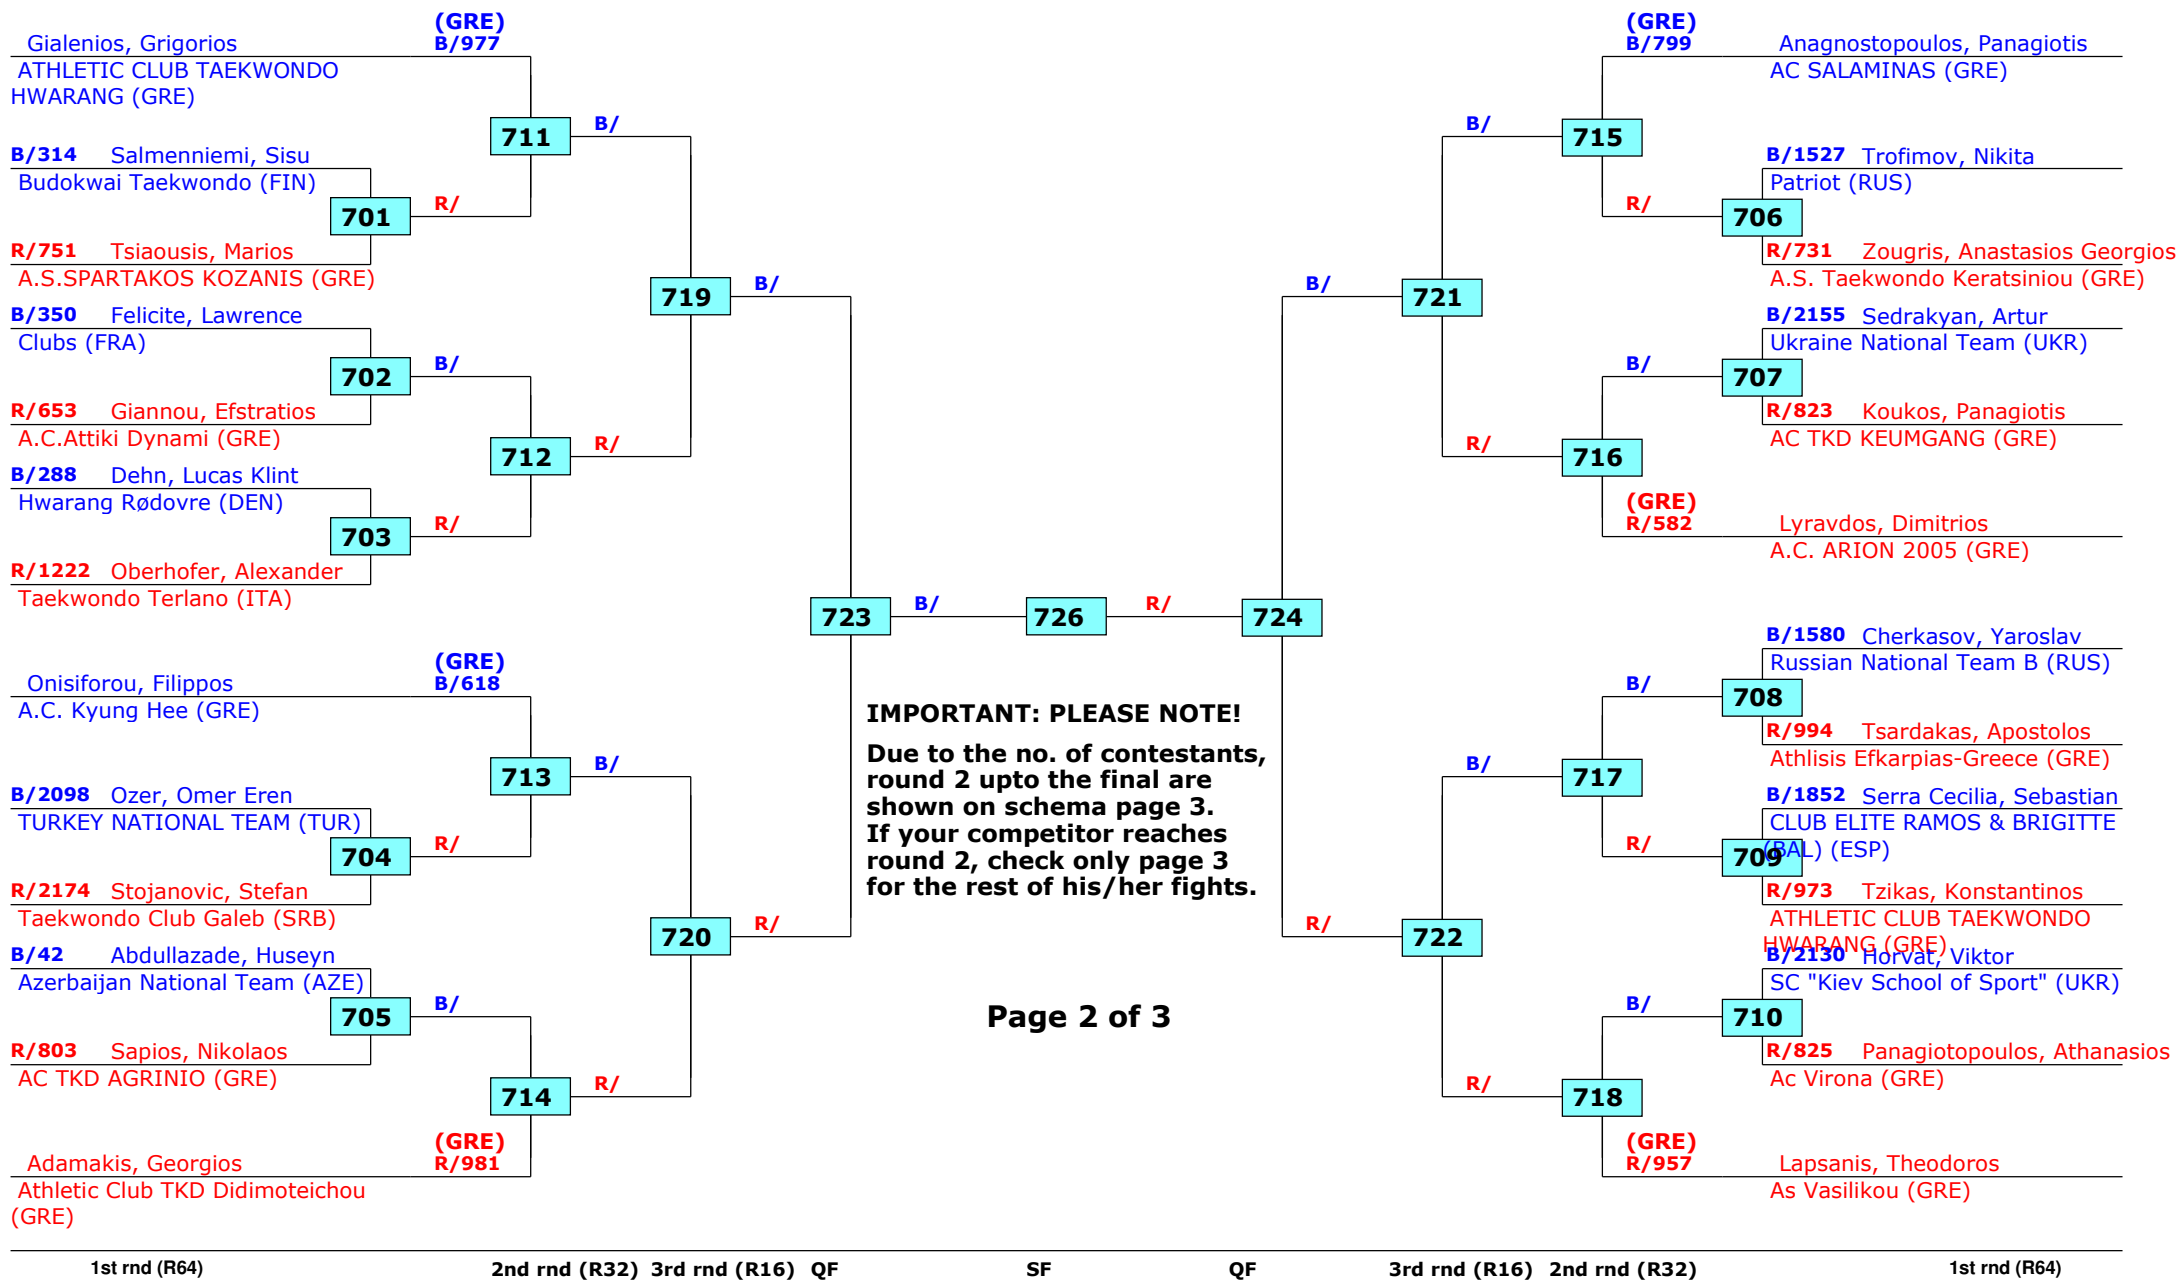 (GRE)
Gialenios, Grigorios B/977
ATHLETIC CLUB TAEKWONDO
HWARANG (GRE)
711
B/
B/314 Salmenniemi, Sisu
Budokwai Taekwondo (FIN)
701
R/
R/751 Tsiaousis, Marios
A.S.SPARTAKOS KOZANIS (GRE)
719
B/
B/350 Felicite, Lawrence
Clubs (FRA)
702
B/
R/653 Giannou, Efstratios
A.C.Attiki Dynami (GRE)
712
R/
B/288 Dehn, Lucas Klint
Hwarang Rødovre (DEN)
703
R/
R/1222 Oberhofer, Alexander
Taekwondo Terlano (ITA)
723
B/
726
R/
724
(GRE)
Onisiforou, Filippos B/618
A.C. Kyung Hee (GRE)
713
B/
B/2098 Ozer, Omer Eren
TURKEY NATIONAL TEAM (TUR)
704
R/
R/2174 Stojanovic, Stefan
Taekwondo Club Galeb (SRB)
720
R/
B/42 Abdullazade, Huseyn
Azerbaijan National Team (AZE)
705
B/
R/803 Sapios, Nikolaos
AC TKD AGRINIO (GRE)
714
R/
(GRE)
Adamakis, Georgios R/981
Athletic Club TKD Didimoteichou
(GRE)
IMPORTANT: PLEASE NOTE!
Due to the no. of contestants,
round 2 upto the final are
shown on schema page 3.
If your competitor reaches
round 2, check only page 3
for the rest of his/her fights.
Page 2 of 3
(GRE)
B/799 Anagnostopoulos, Panagiotis
AC SALAMINAS (GRE)
B/
715
B/1527 Trofimov, Nikita
Patriot (RUS)
R/
706
R/731 Zougris, Anastasios Georgios
A.S. Taekwondo Keratsiniou (GRE)
B/
721
B/2155 Sedrakyan, Artur
Ukraine National Team (UKR)
B/
707
R/823 Koukos, Panagiotis
AC TKD KEUMGANG (GRE)
R/
716
(GRE)
R/582 Lyravdos, Dimitrios
A.C. ARION 2005 (GRE)
B/1580 Cherkasov, Yaroslav
Russian National Team B (RUS)
B/
708
R/994 Tsardakas, Apostolos
Athlisis Efkarpias-Greece (GRE)
B/
717
B/1852 Serra Cecilia, Sebastian
CLUB ELITE RAMOS & BRIGITTE
(BAL) (ESP)
R/
709
R/973 Tzikas, Konstantinos
ATHLETIC CLUB TAEKWONDO
HWARANG (GRE)
R/
722
B/2130 Horvat, Viktor
SC "Kiev School of Sport" (UKR)
B/
710
R/825 Panagiotopoulos, Athanasios
Ac Virona (GRE)
R/
718
(GRE)
R/957 Lapsanis, Theodoros
As Vasilikou (GRE)
1st rnd (R64) 2nd rnd (R32) 3rd rnd (R16) QF SF QF 3rd rnd (R16) 2nd rnd (R32) 1st rnd (R64)